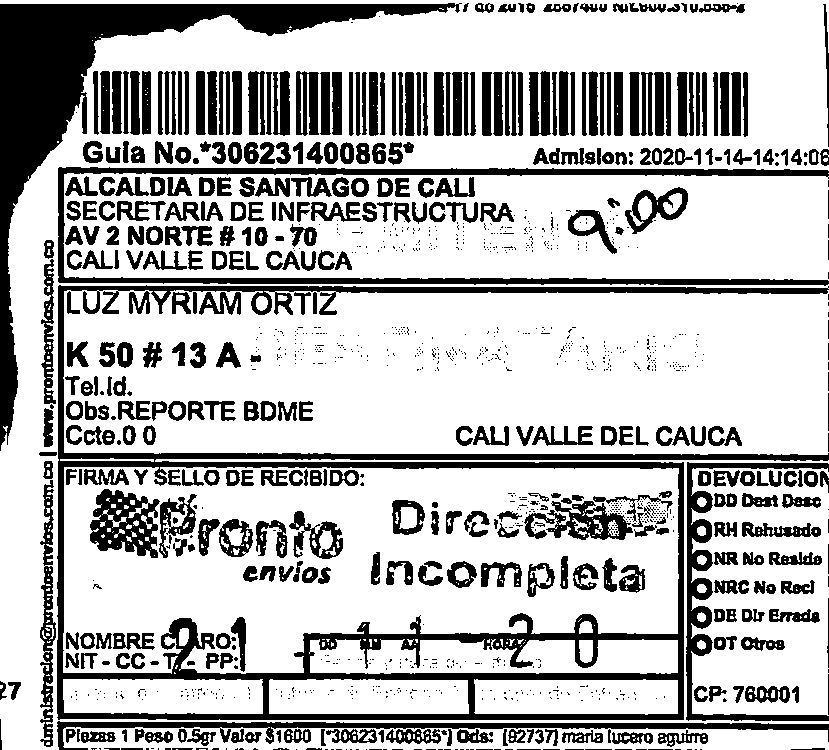 Guia No.*306231400865*
Admision: 2020-11-14-14:14:06
ALCALDIA DE SANTIAGO DE CALI
SECRETARIA DE INFRAESTRUCTURA
AV 2 NORTE # 10 - 70
CALI VALLE DEL CAUCA
9:00
LUZ MYRIAM ORTIZ
K 50 # 13 A -
DESTINATARIO
Tel.Id.
Obs.REPORTE BDME
Ccte.0 0
CALI VALLE DEL CAUCA
www.prontoenvios.com.co
dministracion@prontoenvios.com.co
FIRMA Y SELLO DE RECIBIDO:
Pronto
envios
Dirección
Incompleta
21 - 11 - 20
NOMBRE CLARO:
NIT - CC - TI - PP:
DD MM AA HORA
DEVOLUCION
DD Dest Desc
RH Rehusado
NR No Reside
NRC No Recl
DE Dir Errada
OT Otros
CP: 760001
27
Piezas 1 Peso 0.5gr Valor $1600 [*306231400865*] Ods: [92737] maria lucero aguirre